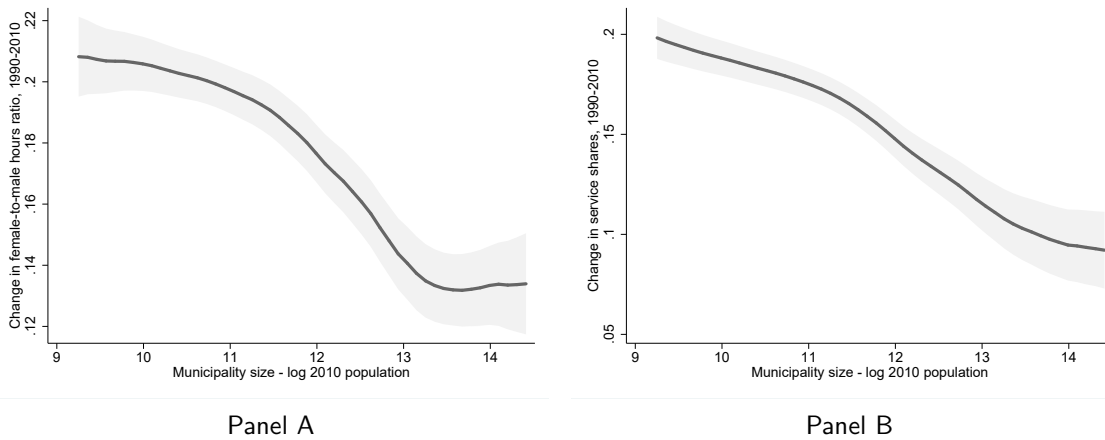 Change in female-to-male hours ratio, 1990-2010
.22
.2
.18
.16
.14
.12
9 10 11 12 13 14
Municipality size - log 2010 population
Panel A
Change in service shares, 1990-2010
.2
.15
.1
.05
9 10 11 12 13 14
Municipality size - log 2010 population
Panel B